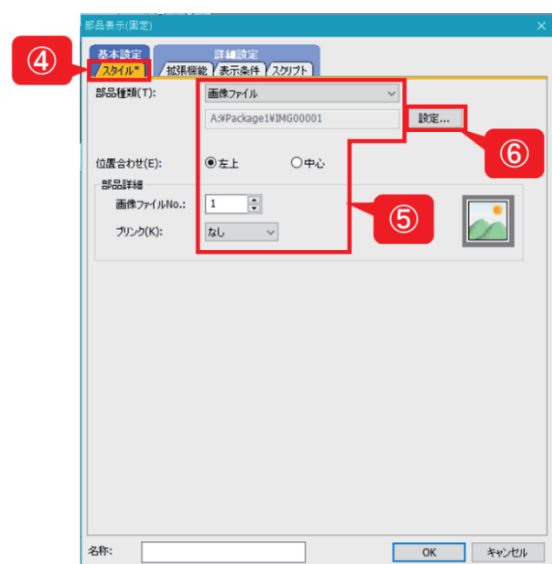 部品表示(固定)
基本設定 詳細設定
④ スタイル* 拡張機能 表示条件 スクリプト
部品種類(T): 画像ファイル
A:¥Package1¥IMG00001 設定...
⑥
位置合わせ(E): 左上 中心
部品詳細
画像ファイルNo.: 1
⑤
ブリンク(K): なし
名称: OK キャンセル